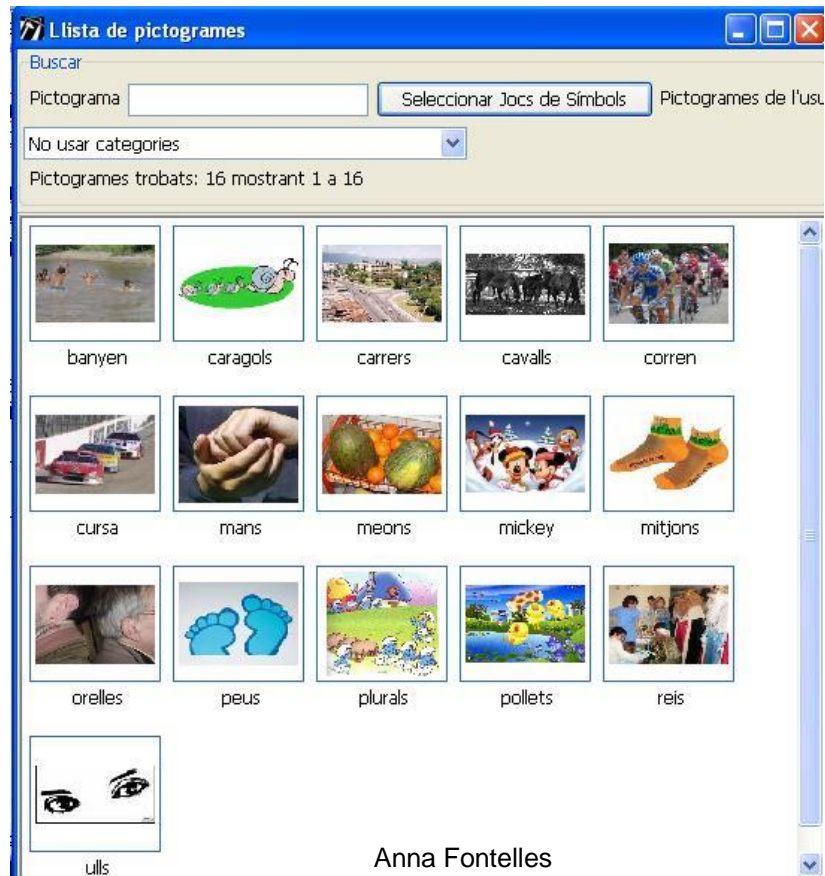 Llista de pictogrames
Buscar
Pictograma
Seleccionar Jocs de Símbols
Pictogrames de l'usu
No usar categories
Pictogrames trobats: 16 mostrant 1 a 16
banyen caragols carrers cavalls corren
cursa mans meons mickey mitjons
orelles peus plurals pollets reis
ulls
Anna Fontelles